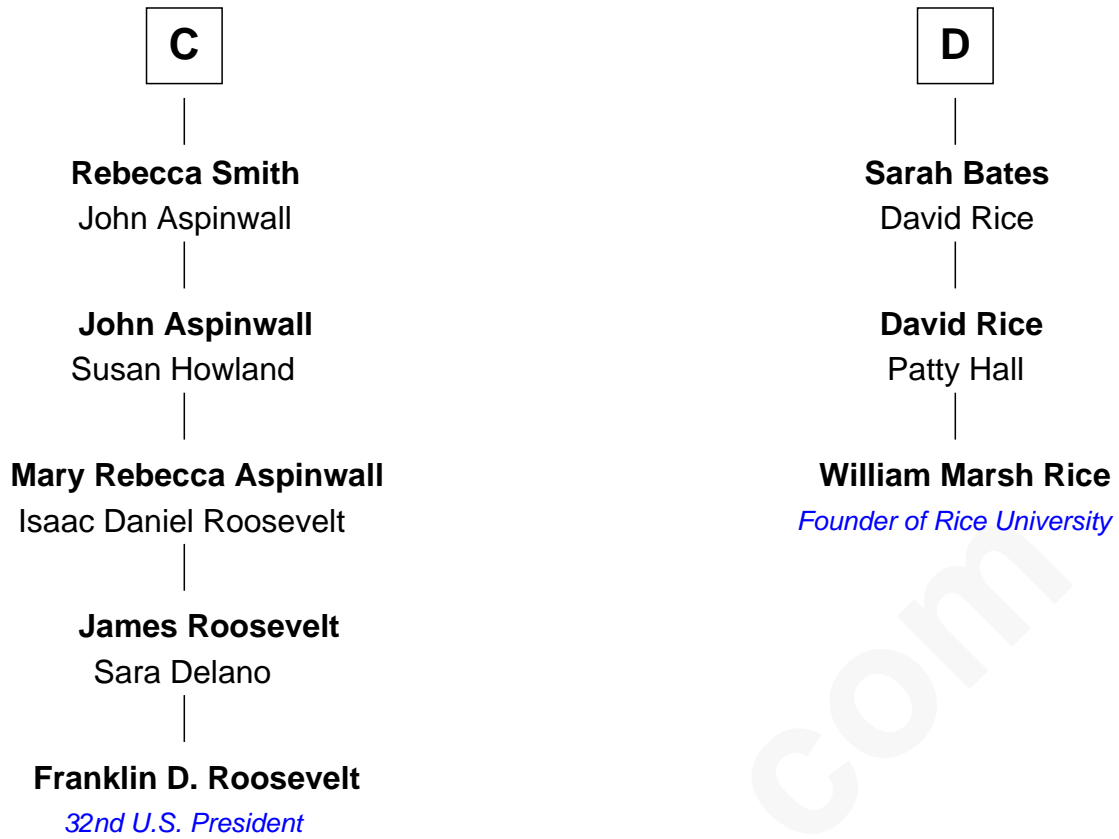 C
Rebecca Smith
John Aspinwall
John Aspinwall
Susan Howland
Mary Rebecca Aspinwall
Isaac Daniel Roosevelt
James Roosevelt
Sara Delano
Franklin D. Roosevelt
32nd U.S. President
D
Sarah Bates
David Rice
David Rice
Patty Hall
William Marsh Rice
Founder of Rice University
com